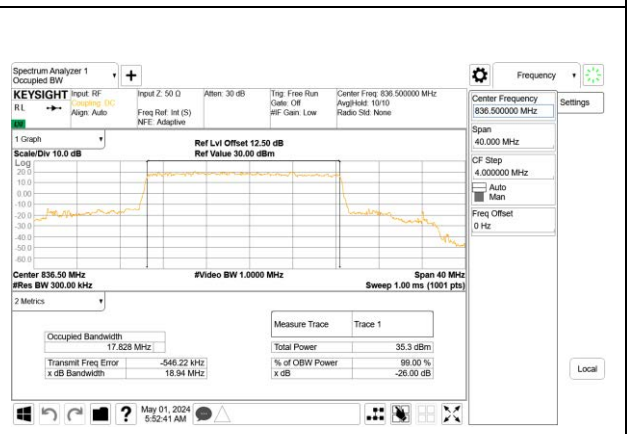 Spectrum Analyzer 1
Occupied BW
+
Frequency
KEYSIGHT
RL
Input: RF
Coupling: DC
Align: Auto
Input Z: 50 Ω
Freq Ref: Int (S)
NFE: Adaptive
Atten: 30 dB
Trig: Free Run
Gate: Off
#IF Gain: Low
Center Freq: 836.500000 MHz
Avg|Hold: 10/10
Radio Std: None
Center Frequency
836.500000 MHz
Settings
Span
40.000 MHz
CF Step
4.000000 MHz
Auto
Man
Freq Offset
0 Hz
Local
1 Graph
Scale/Div 10.0 dB
Ref Lvl Offset 12.50 dB
Ref Value 30.00 dBm
Log
20.0
10.0
0.00
-10.0
-20.0
-30.0
-40.0
-50.0
-60.0
Center 836.50 MHz
#Video BW 1.0000 MHz
Span 40 MHz
#Res BW 300.00 kHz
Sweep 1.00 ms (1001 pts)
2 Metrics
Measure Trace Trace 1
Occupied Bandwidth
17.828 MHz
Total Power 35.3 dBm
Transmit Freq Error -546.22 kHz
% of OBW Power 99.00 %
x dB Bandwidth 18.94 MHz
x dB -26.00 dB
?
May 01, 2024
5:52:41 AM